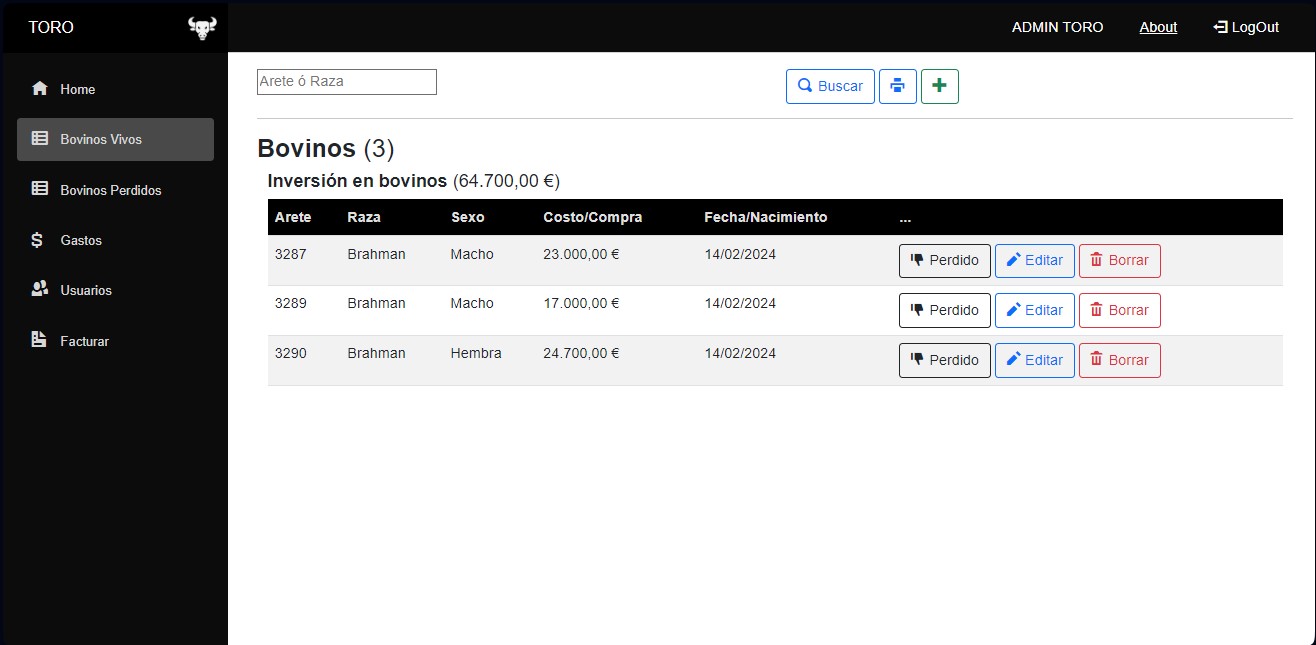 TORO
ADMIN TORO About LogOut
Home
Bovinos Vivos
Bovinos Perdidos
Gastos
Usuarios
Facturar
Arete ó Raza
Buscar
Bovinos (3)
Inversión en bovinos (64.700,00 €)
Arete Raza Sexo Costo/Compra Fecha/Nacimiento ...
3287 Brahman Macho 23.000,00 € 14/02/2024 Perdido Editar Borrar
3289 Brahman Macho 17.000,00 € 14/02/2024 Perdido Editar Borrar
3290 Brahman Hembra 24.700,00 € 14/02/2024 Perdido Editar Borrar